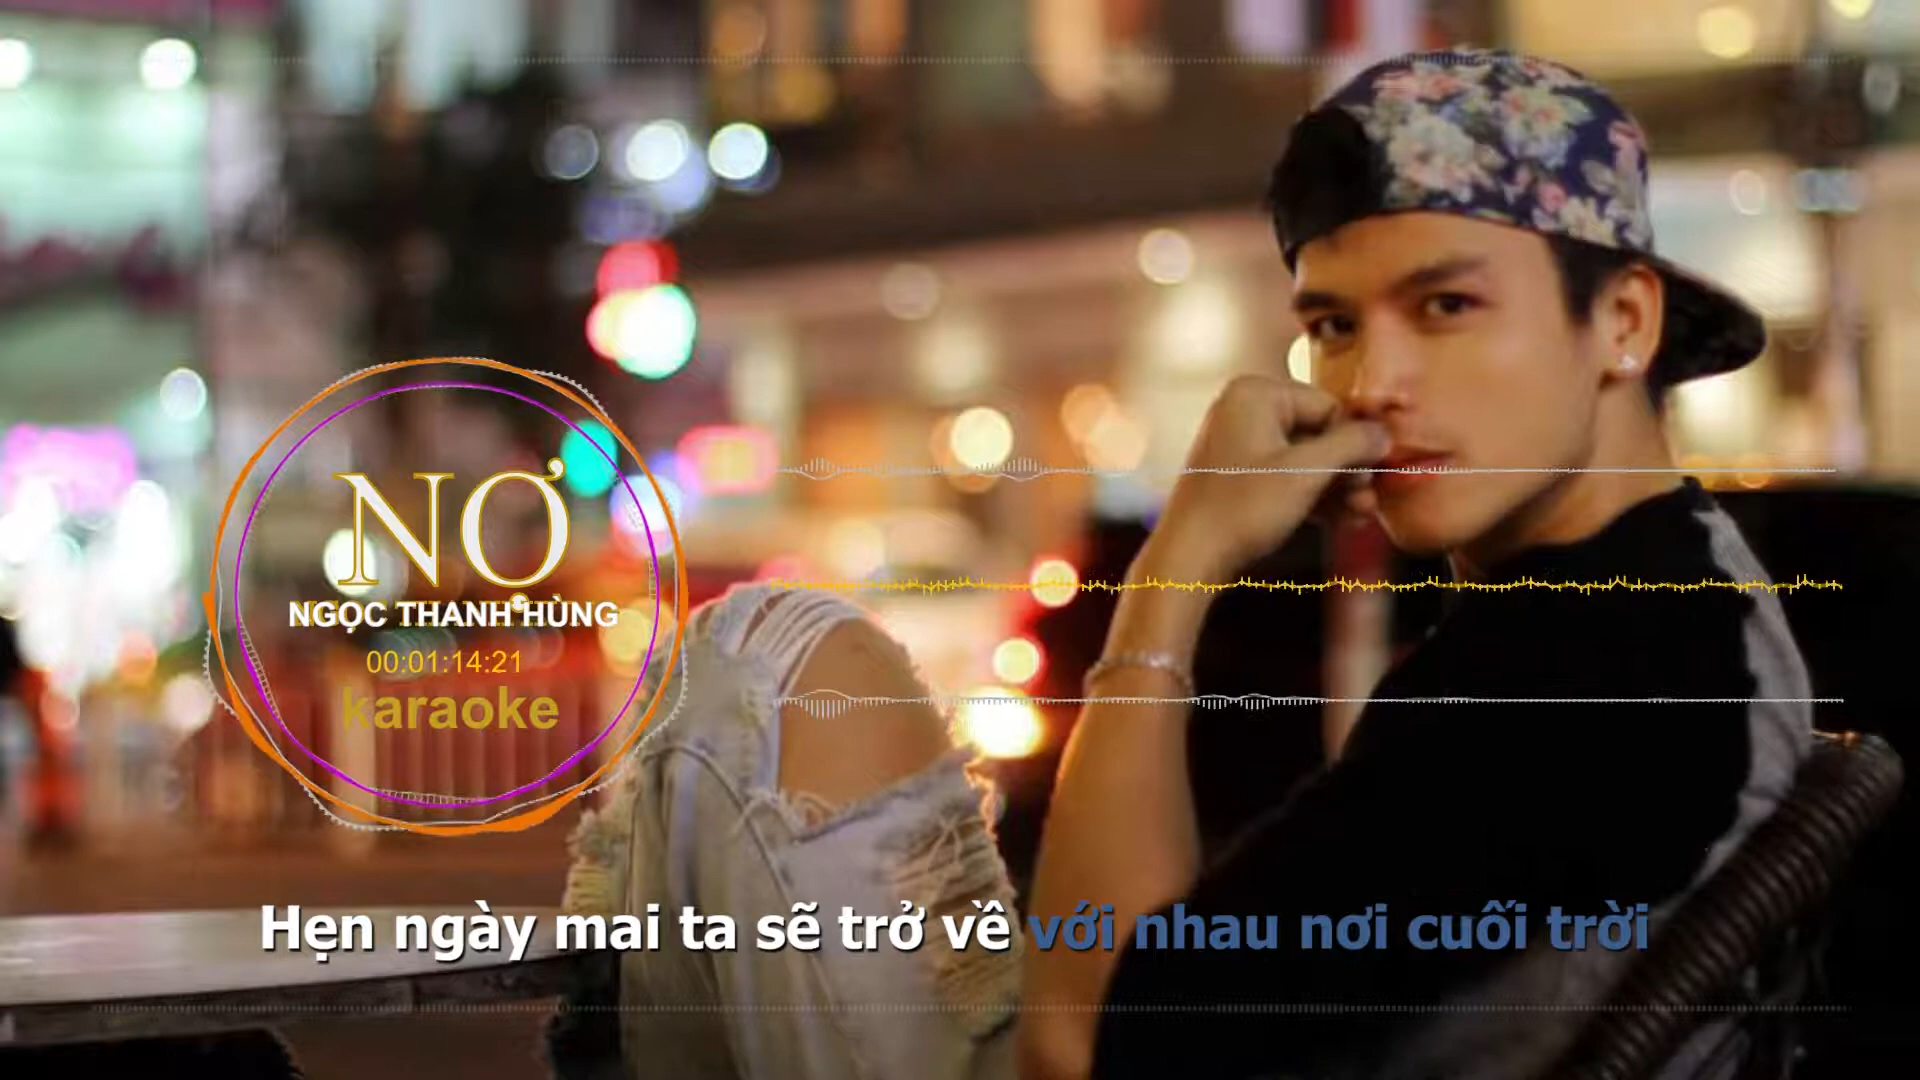 NỢ
NGỌC THANH HÙNG
00:01:14:21
karaoke
Hẹn ngày mai ta sẽ trở về với nhau nơi cuối trời